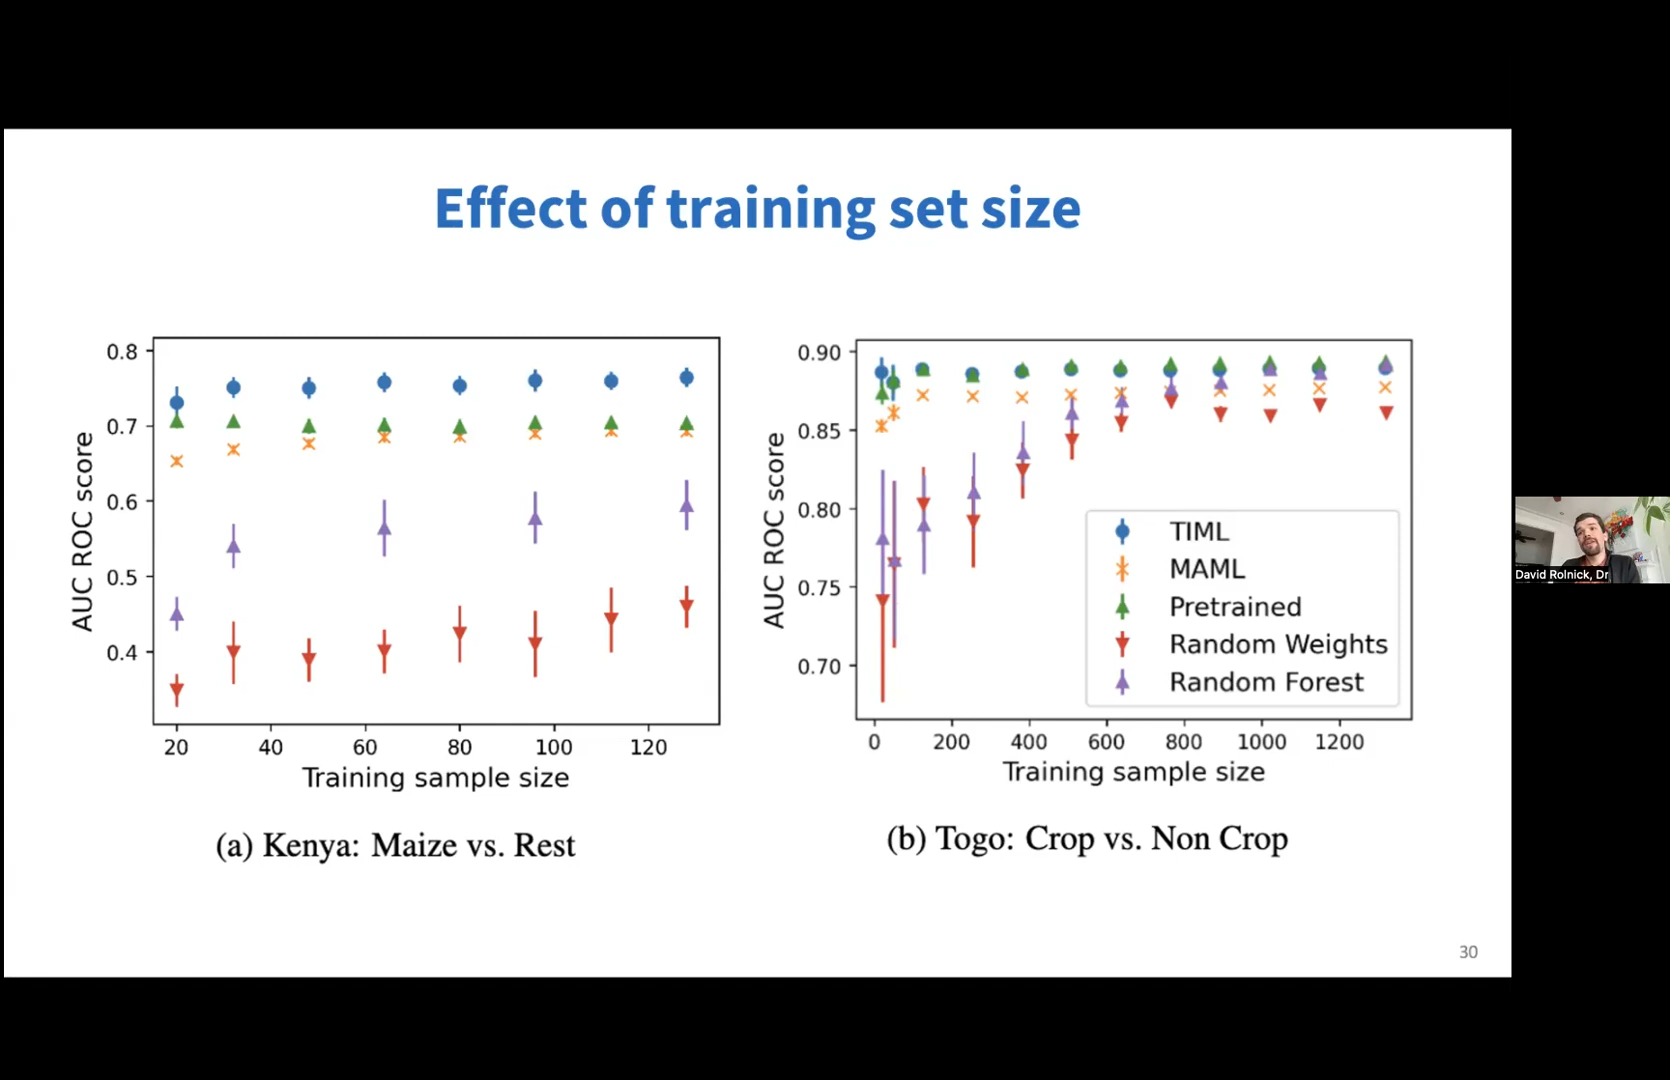 Effect of training set size
AUC ROC score
0.8
0.7
0.6
0.5
0.4
20 40 60 80 100 120
Training sample size
(a) Kenya: Maize vs. Rest
AUC ROC score
0.90
0.85
0.80
0.75
0.70
0 200 400 600 800 1000 1200
Training sample size
TIML
MAML
Pretrained
Random Weights
Random Forest
(b) Togo: Crop vs. Non Crop
30
David Rolnick, Dr